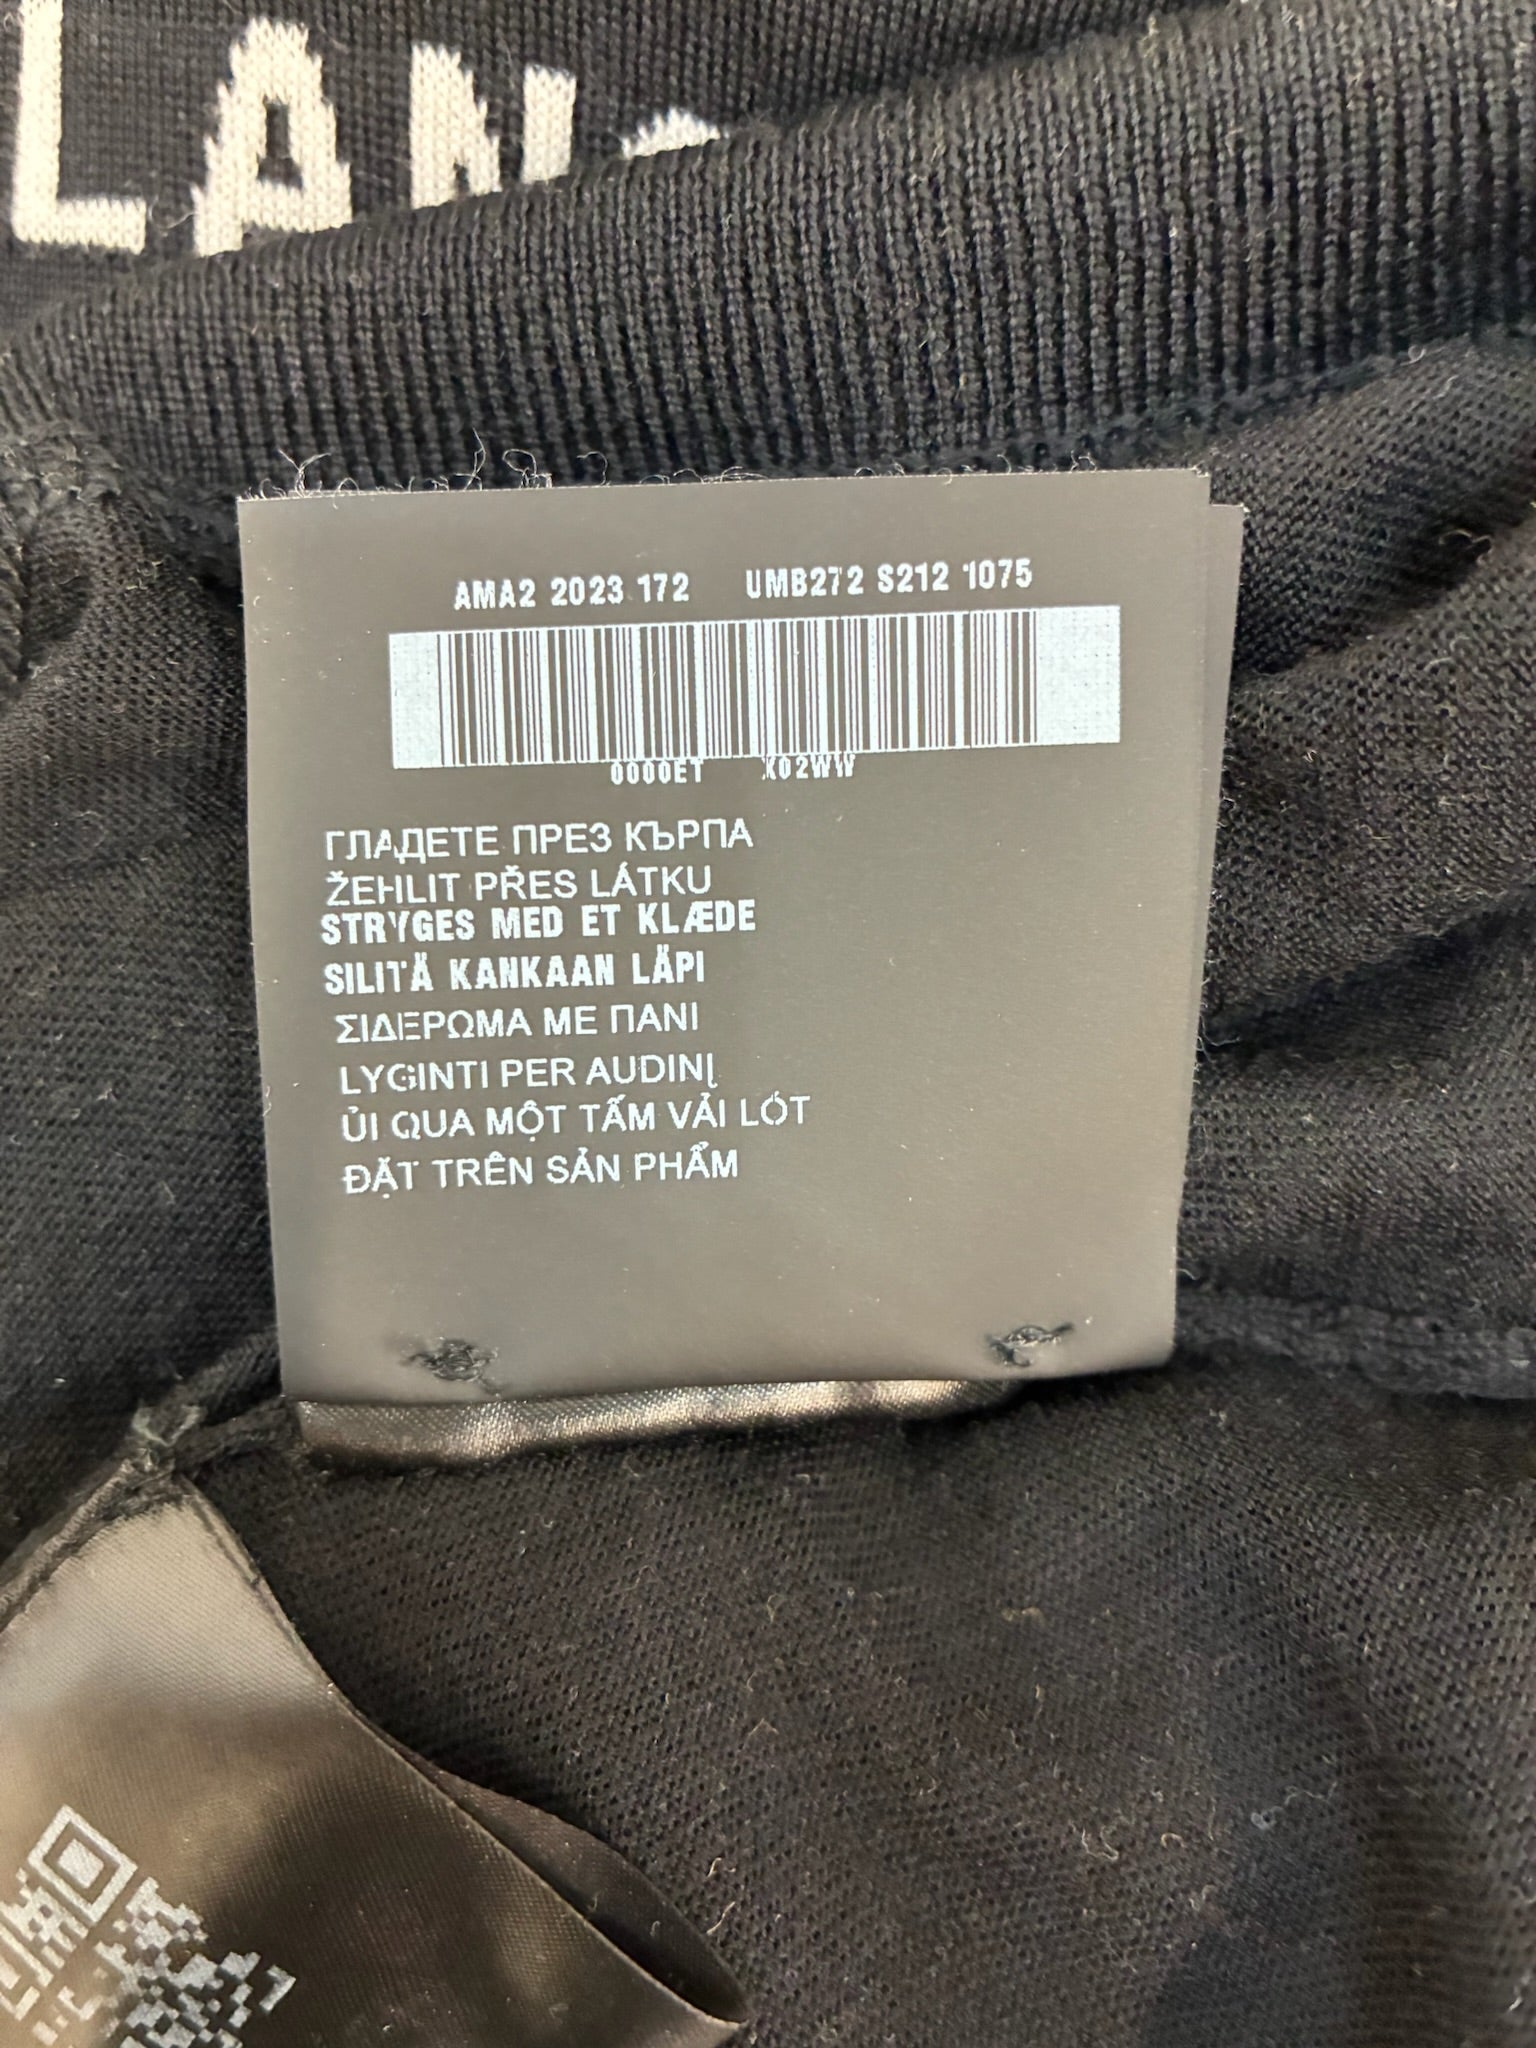 LAN
AMA2 2023 172 UMB272 S212 1075
0000ET X02WW
ГЛАДЕТЕ ПРЕЗ КЪРПА
ŽEHLIT PŘES LÁTKU
STRYGES MED ET KLÆDE
SILITÄ KANKAAN LÄPI
ΣΙΔΕΡΩΜΑ ΜΕ ΠΑΝΙ
LYGINTI PER AUDINĮ
ỦI QUA MỘT TẤM VẢI LÓT
ĐẶT TRÊN SẢN PHẨM